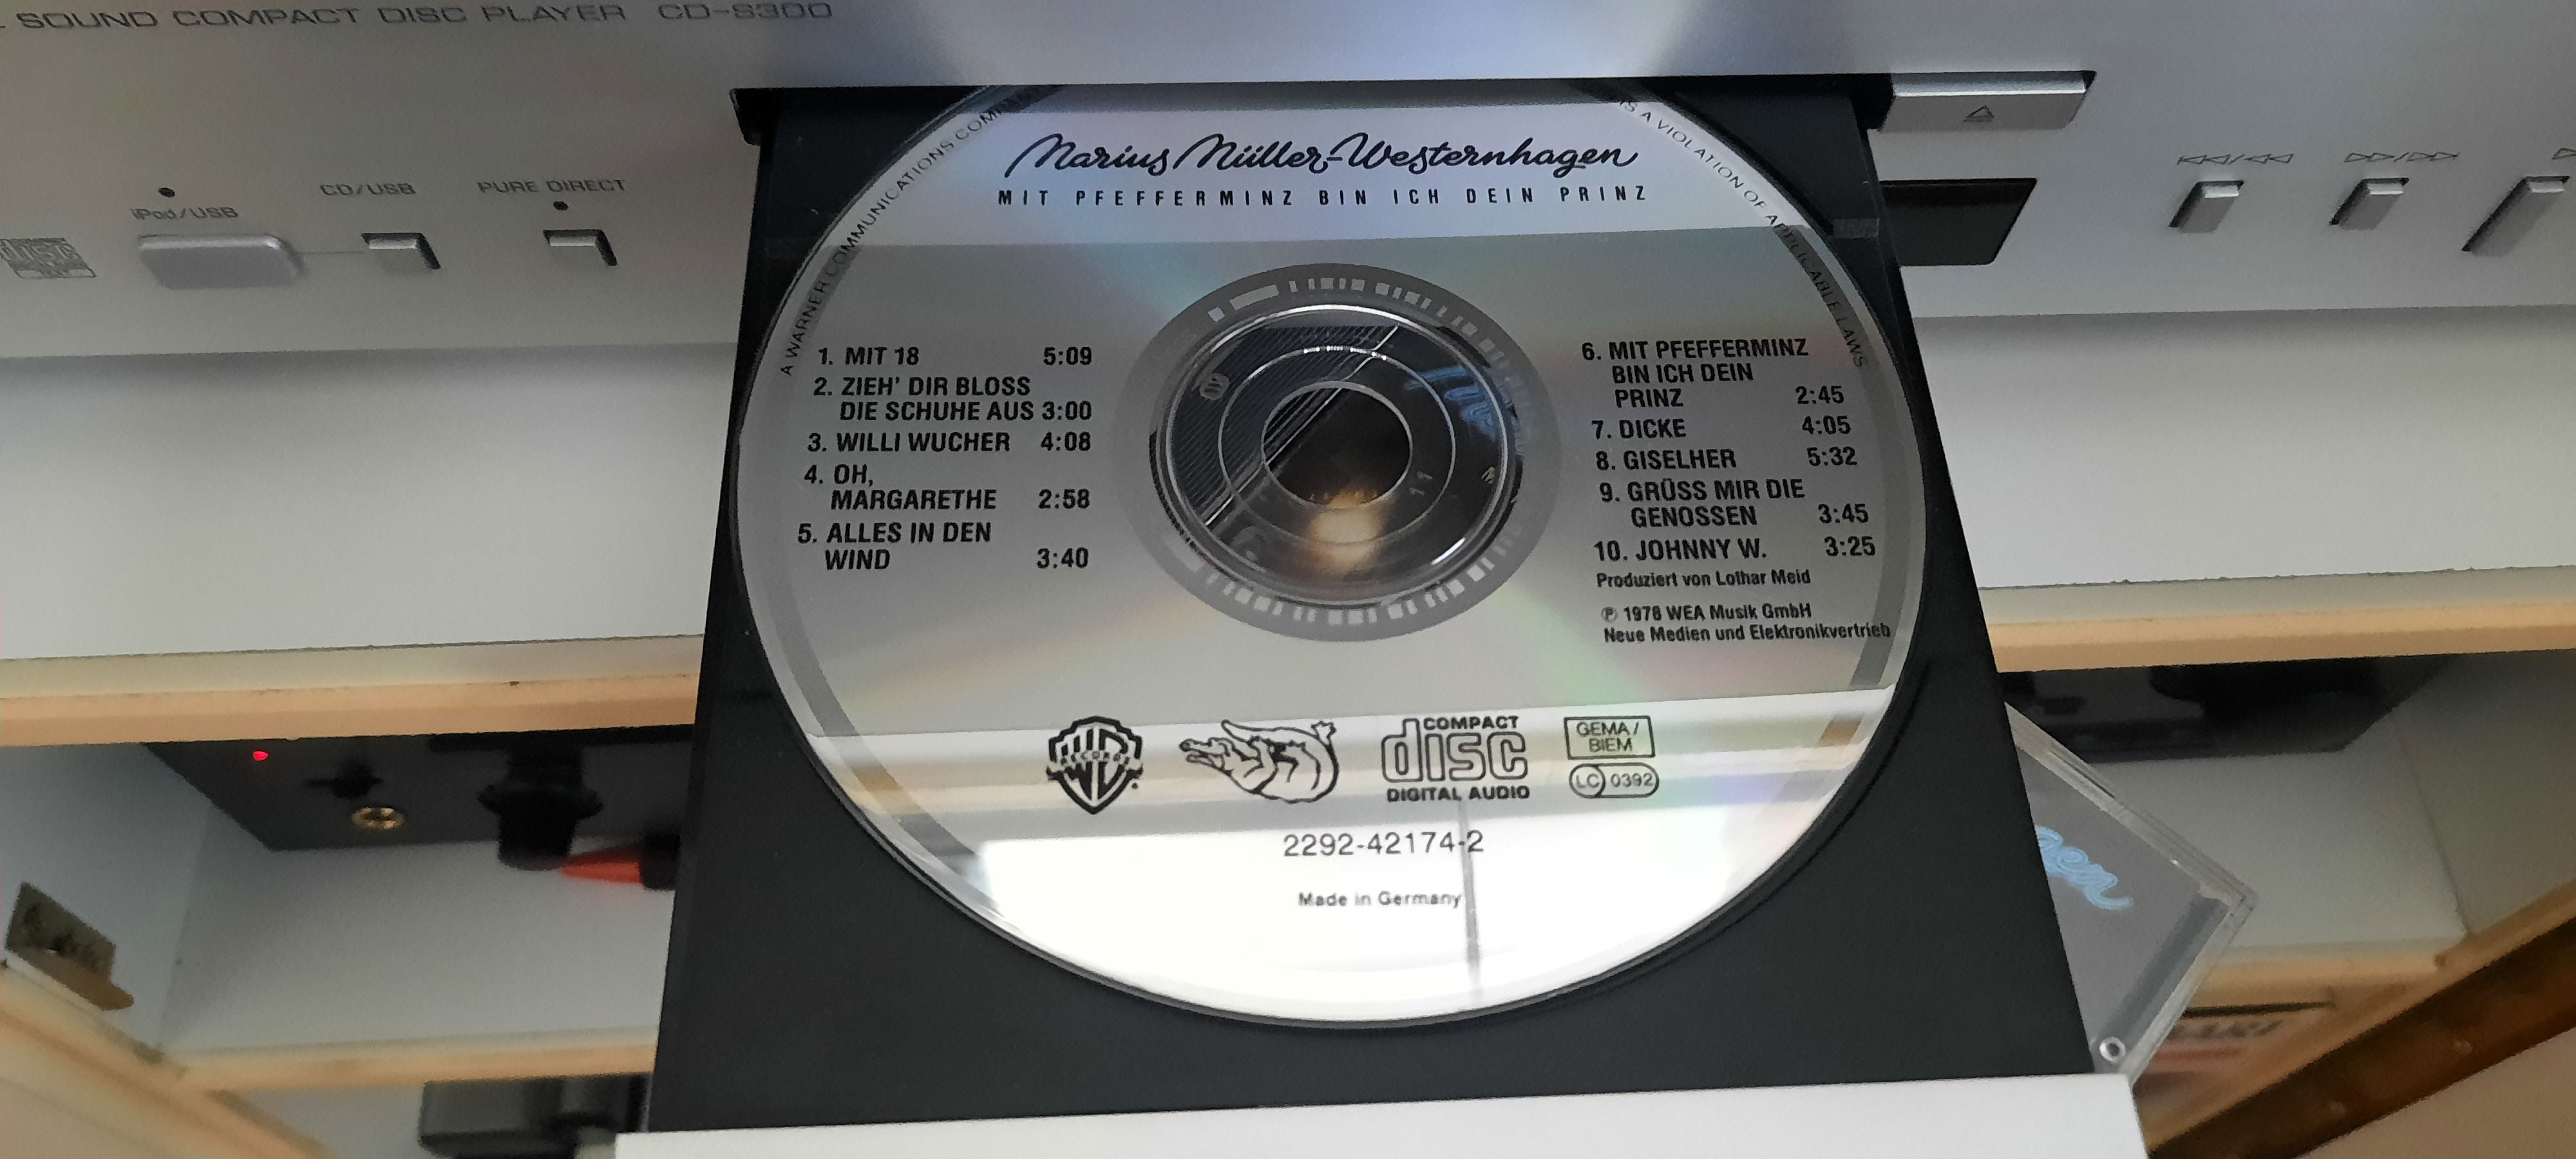 SOUND COMPACT DISC PLAYER CD-S300
iPod/USB
CD/USB
PURE DIRECT
disc
A WARNER COMMUNICATIONS
IS A VIOLATION OF APPLICABLE LAWS
Marius Müller-Westernhagen
MIT PFEFFERMINZ BIN ICH DEIN PRINZ
1. MIT 18 5:09
2. ZIEH' DIR BLOSS
DIE SCHUHE AUS 3:00
3. WILLI WUCHER 4:08
4. OH,
MARGARETHE 2:58
5. ALLES IN DEN
WIND 3:40
6. MIT PFEFFERMINZ
BIN ICH DEIN
PRINZ 2:45
7. DICKE 4:05
8. GISELHER 5:32
9. GRÜSS MIR DIE
GENOSSEN 3:45
10. JOHNNY W. 3:25
Produziert von Lothar Meid
℗ 1978 WEA Musik GmbH
Neue Medien und Elektronikvertrieb
WB RECORDS
COMPACT
disc
DIGITAL AUDIO
GEMA/
BIEM
LC 0392
2292-42174-2
Made in Germany